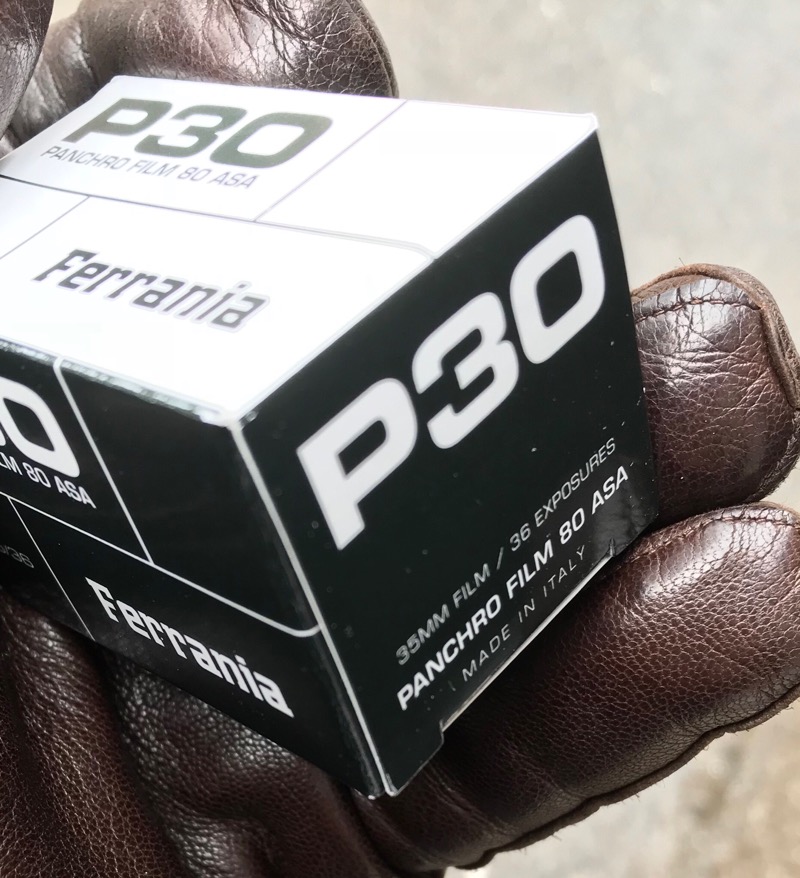 P30
PANCHRO FILM 80 ASA
Ferrania
P30
35MM FILM / 36 EXPOSURES
PANCHRO FILM 80 ASA
MADE IN ITALY
80 ASA
Ferrania